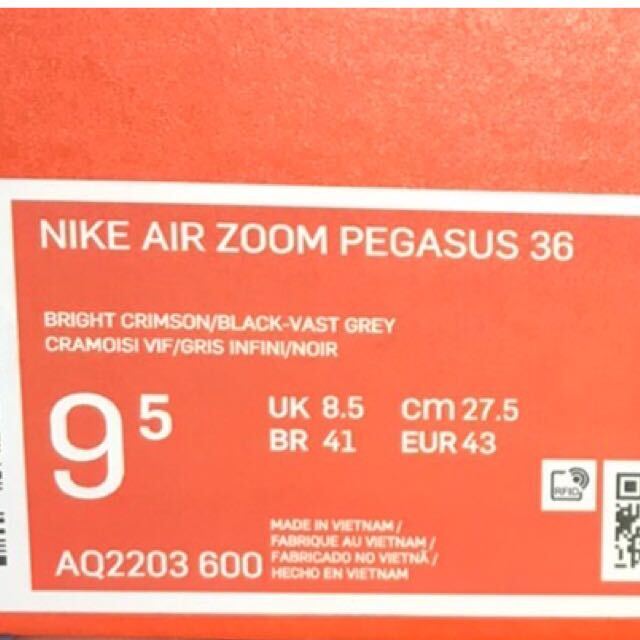 NIKE AIR ZOOM PEGASUS 36
BRIGHT CRIMSON/BLACK-VAST GREY
CRAMOISI VIF/GRIS INFINI/NOIR
9 5
UK 8.5 cm 27.5
BR 41 EUR 43
RFID
MADE IN VIETNAM /
FABRIQUE AU VIETNAM /
FABRICADO NO VIETNÃ /
HECHO EN VIETNAM
AQ2203 600